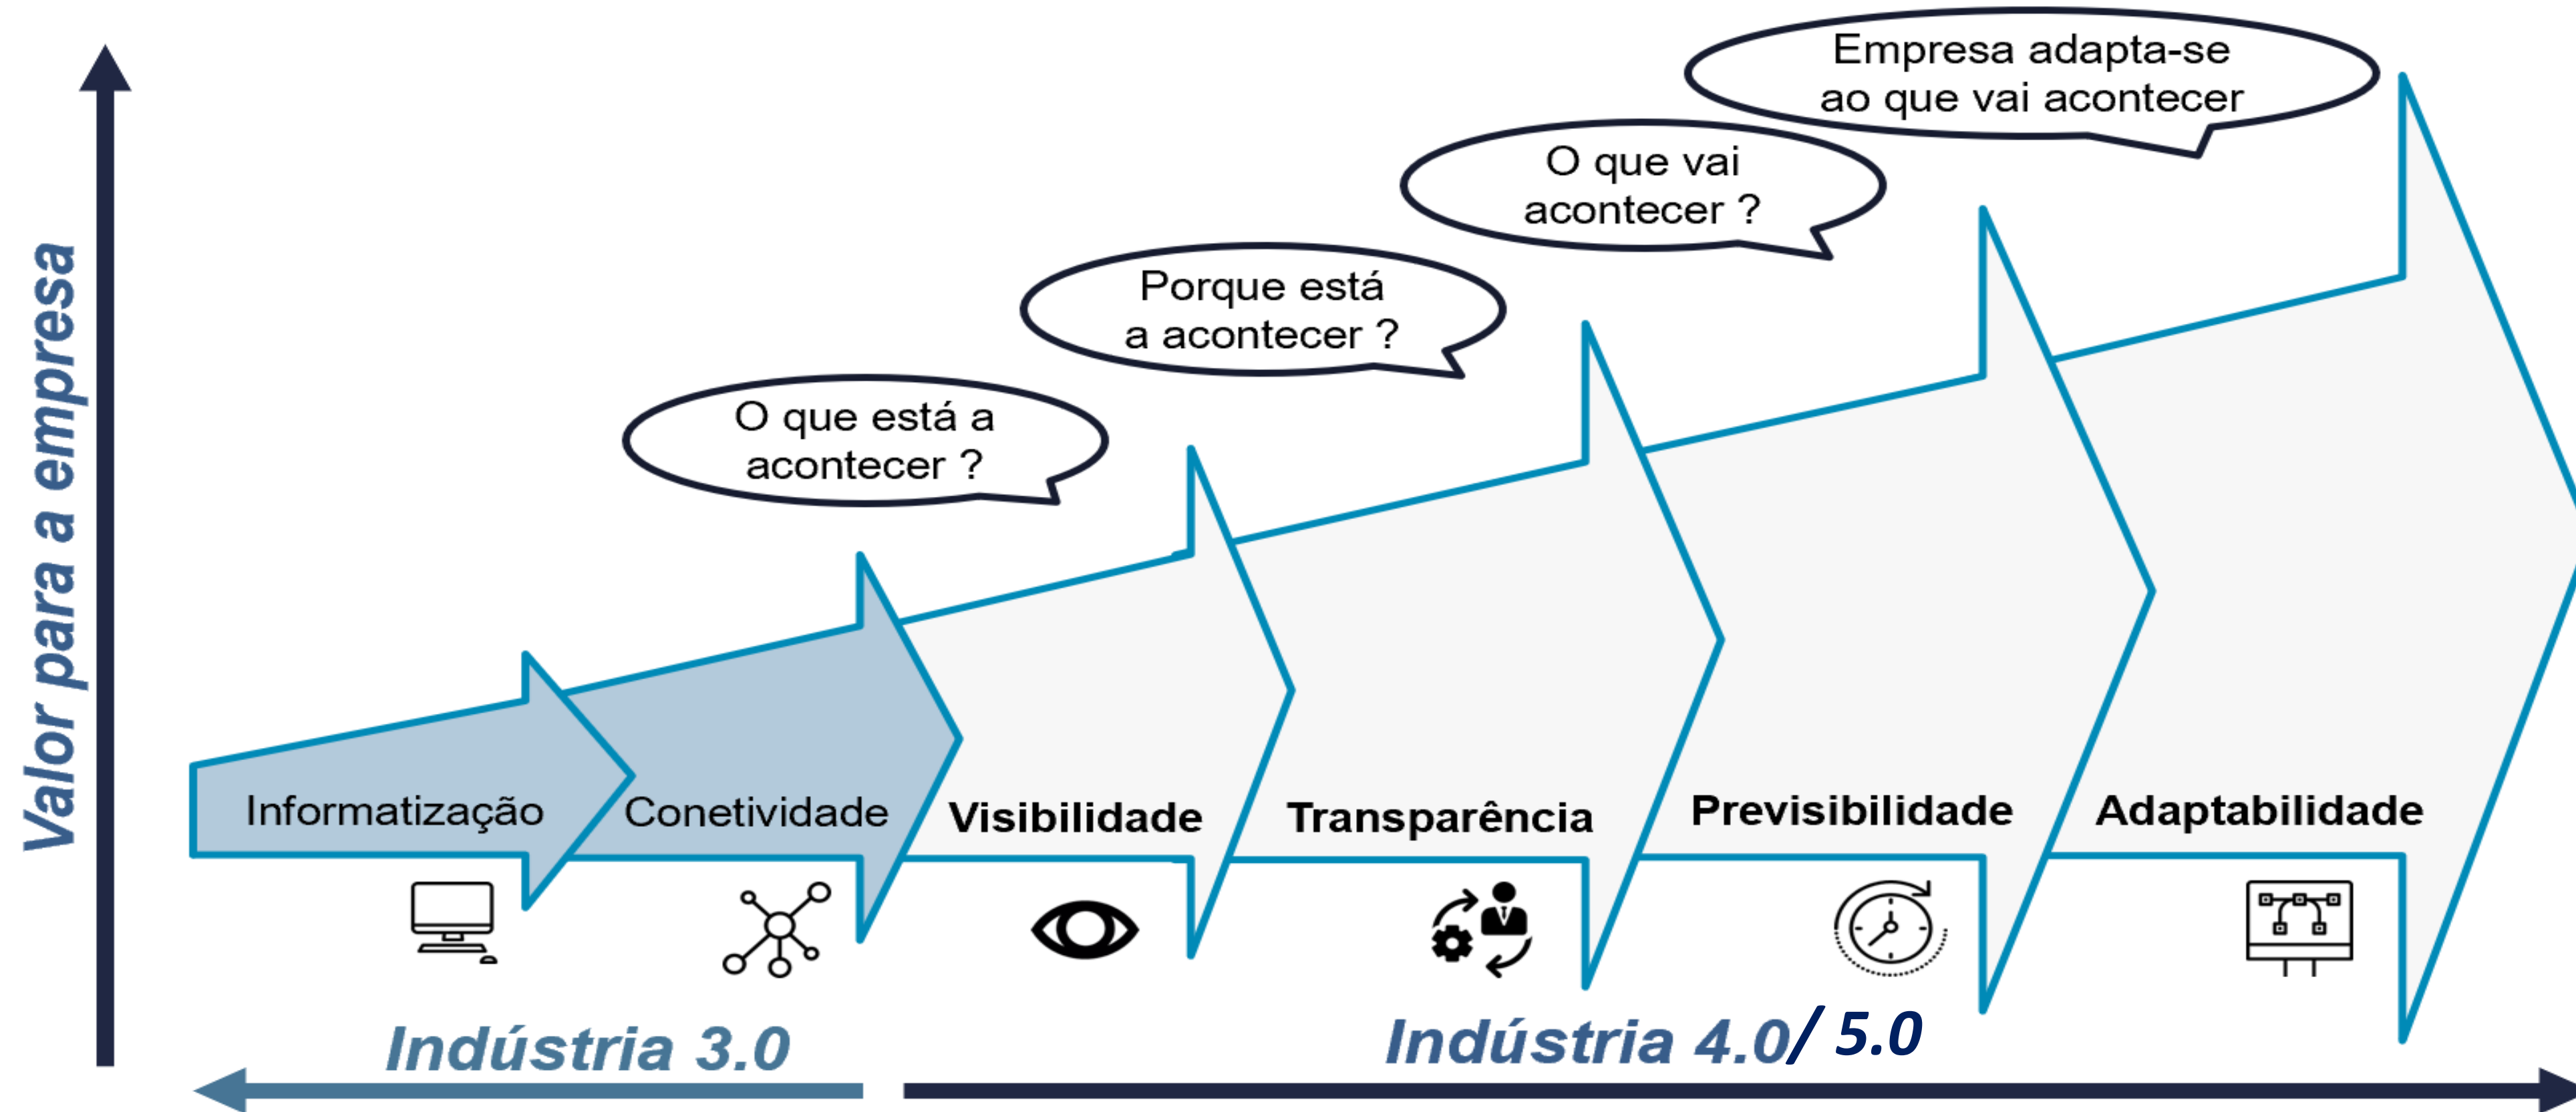 Empresa adapta-se
ao que vai acontecer
O que vai
acontecer ?
Porque está
a acontecer ?
O que está a
acontecer ?
Valor para a empresa
Informatização
Conetividade
Visibilidade
Transparência
Previsibilidade
Adaptabilidade
Indústria 3.0
Indústria 4.0/ 5.0